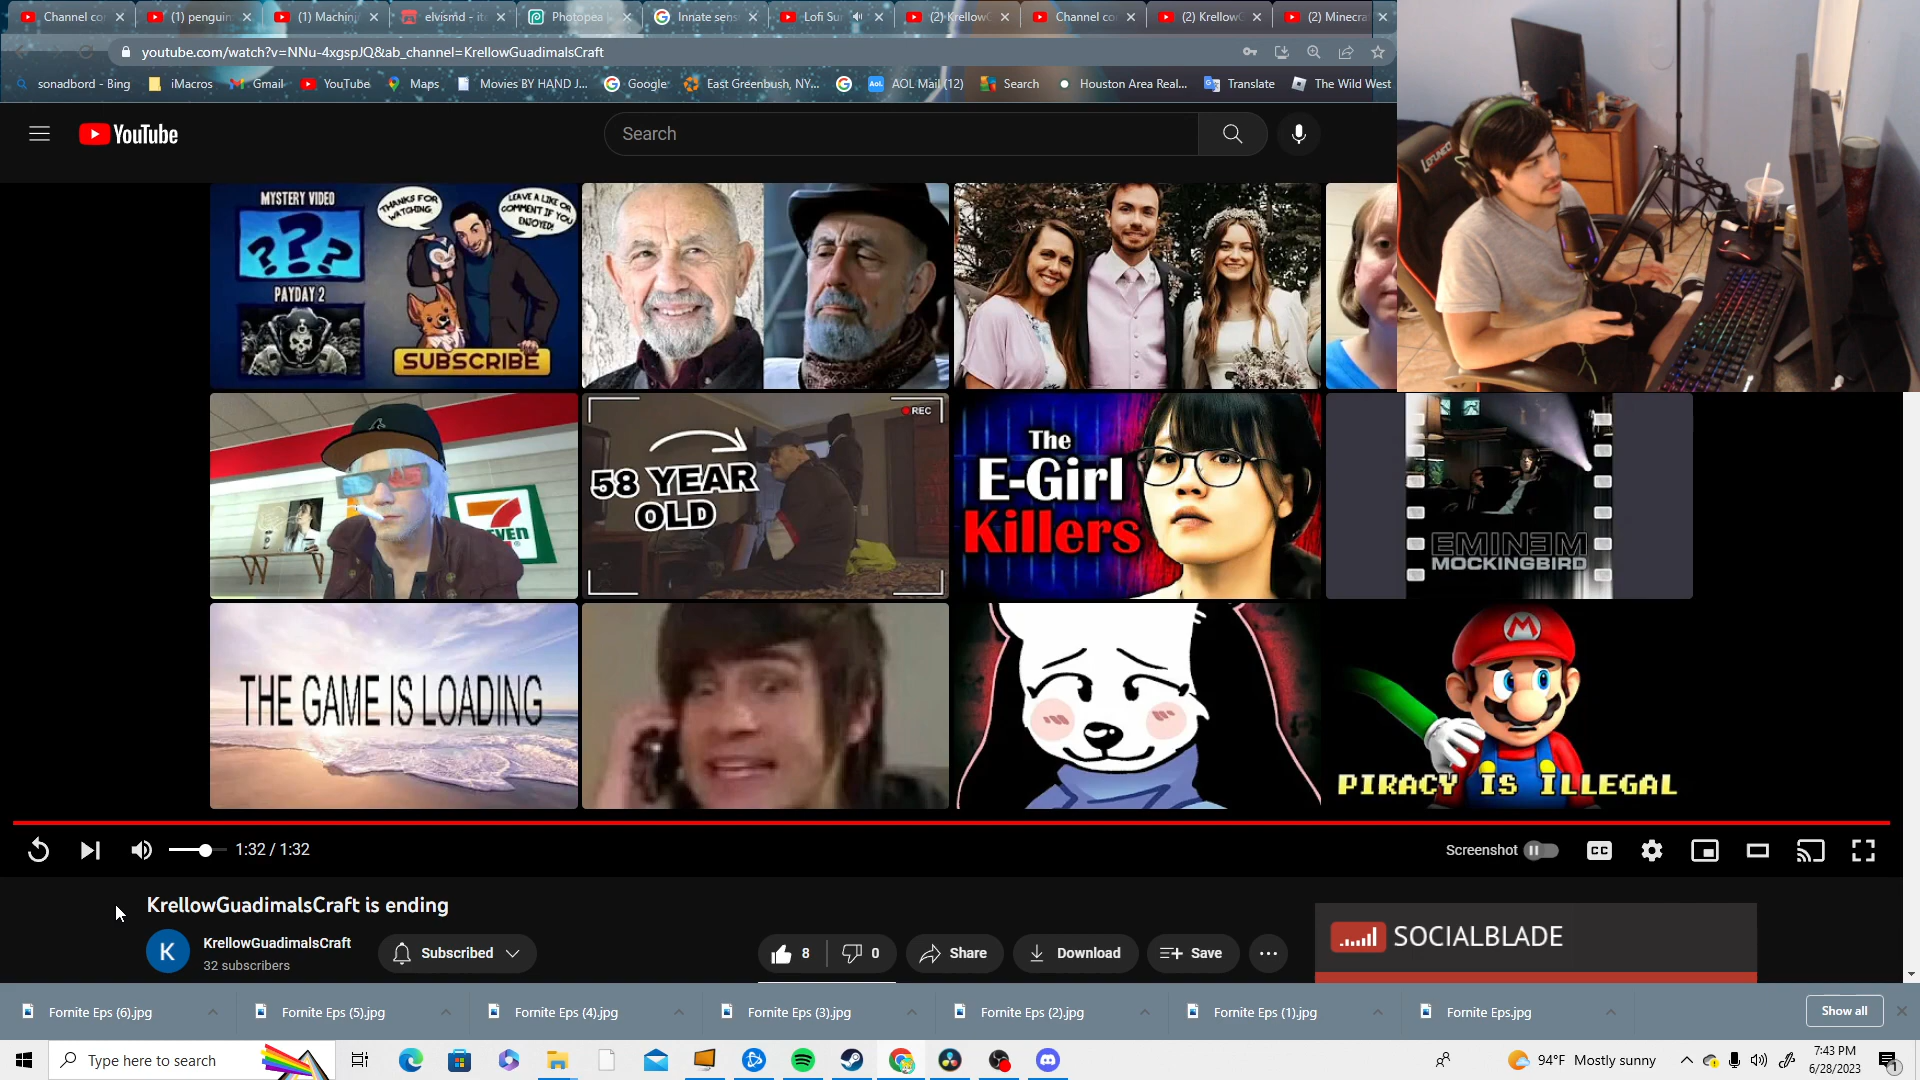 Channel co
(1) penguin
(1) Machin
elvismd - it
Photopea
Innate sens
Lofi Su
(2) Krellow
Channel co
(2) Krellow
(2) Minecra
youtube.com/watch?v=NNu-4xgspJQ&ab_channel=KrellowGuadimalsCraft
sonadbord - Bing
iMacros
Gmail
YouTube
Maps
Movies BY HAND J...
Google
East Greenbush, NY...
Aol.
AOL Mail (12)
Search
Houston Area Real...
Translate
The Wild West
YouTube
Search
MYSTERY VIDEO
???
PAYDAY 2
THANKS FOR
WATCHING
LEAVE A LIKE OR
COMMENT IF YOU
ENJOYED!
SUBSCRIBE
7
EVEN
REC
58 YEAR
OLD
The
E-Girl
Killers
EMINEM
MOCKINGBIRD
THE GAME IS LOADING
M
PIRACY IS ILLEGAL
1:32 / 1:32
Screenshot
CC
KrellowGuadimalsCraft is ending
K
KrellowGuadimalsCraft
32 subscribers
Subscribed
8
0
Share
Download
Save
SOCIALBLADE
Fornite Eps (6).jpg
Fornite Eps (5).jpg
Fornite Eps (4).jpg
Fornite Eps (3).jpg
Fornite Eps (2).jpg
Fornite Eps (1).jpg
Fornite Eps.jpg
Show all
Type here to search
94°F Mostly sunny
7:43 PM
6/28/2023
1